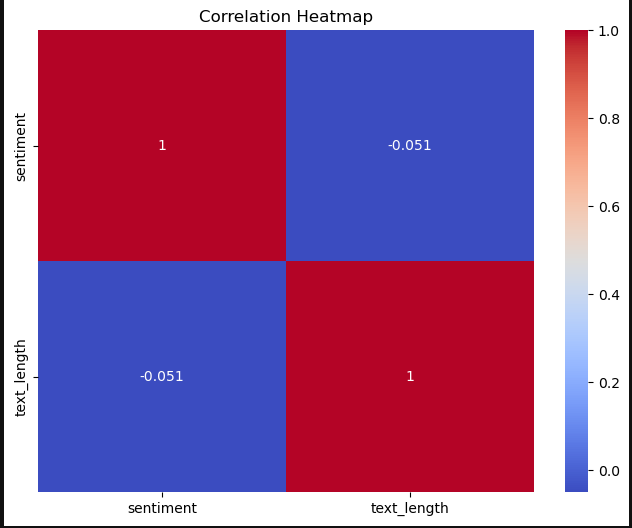 Correlation Heatmap
sentiment
text_length
1
-0.051
-0.051
1
sentiment
text_length
1.0
0.8
0.6
0.4
0.2
0.0